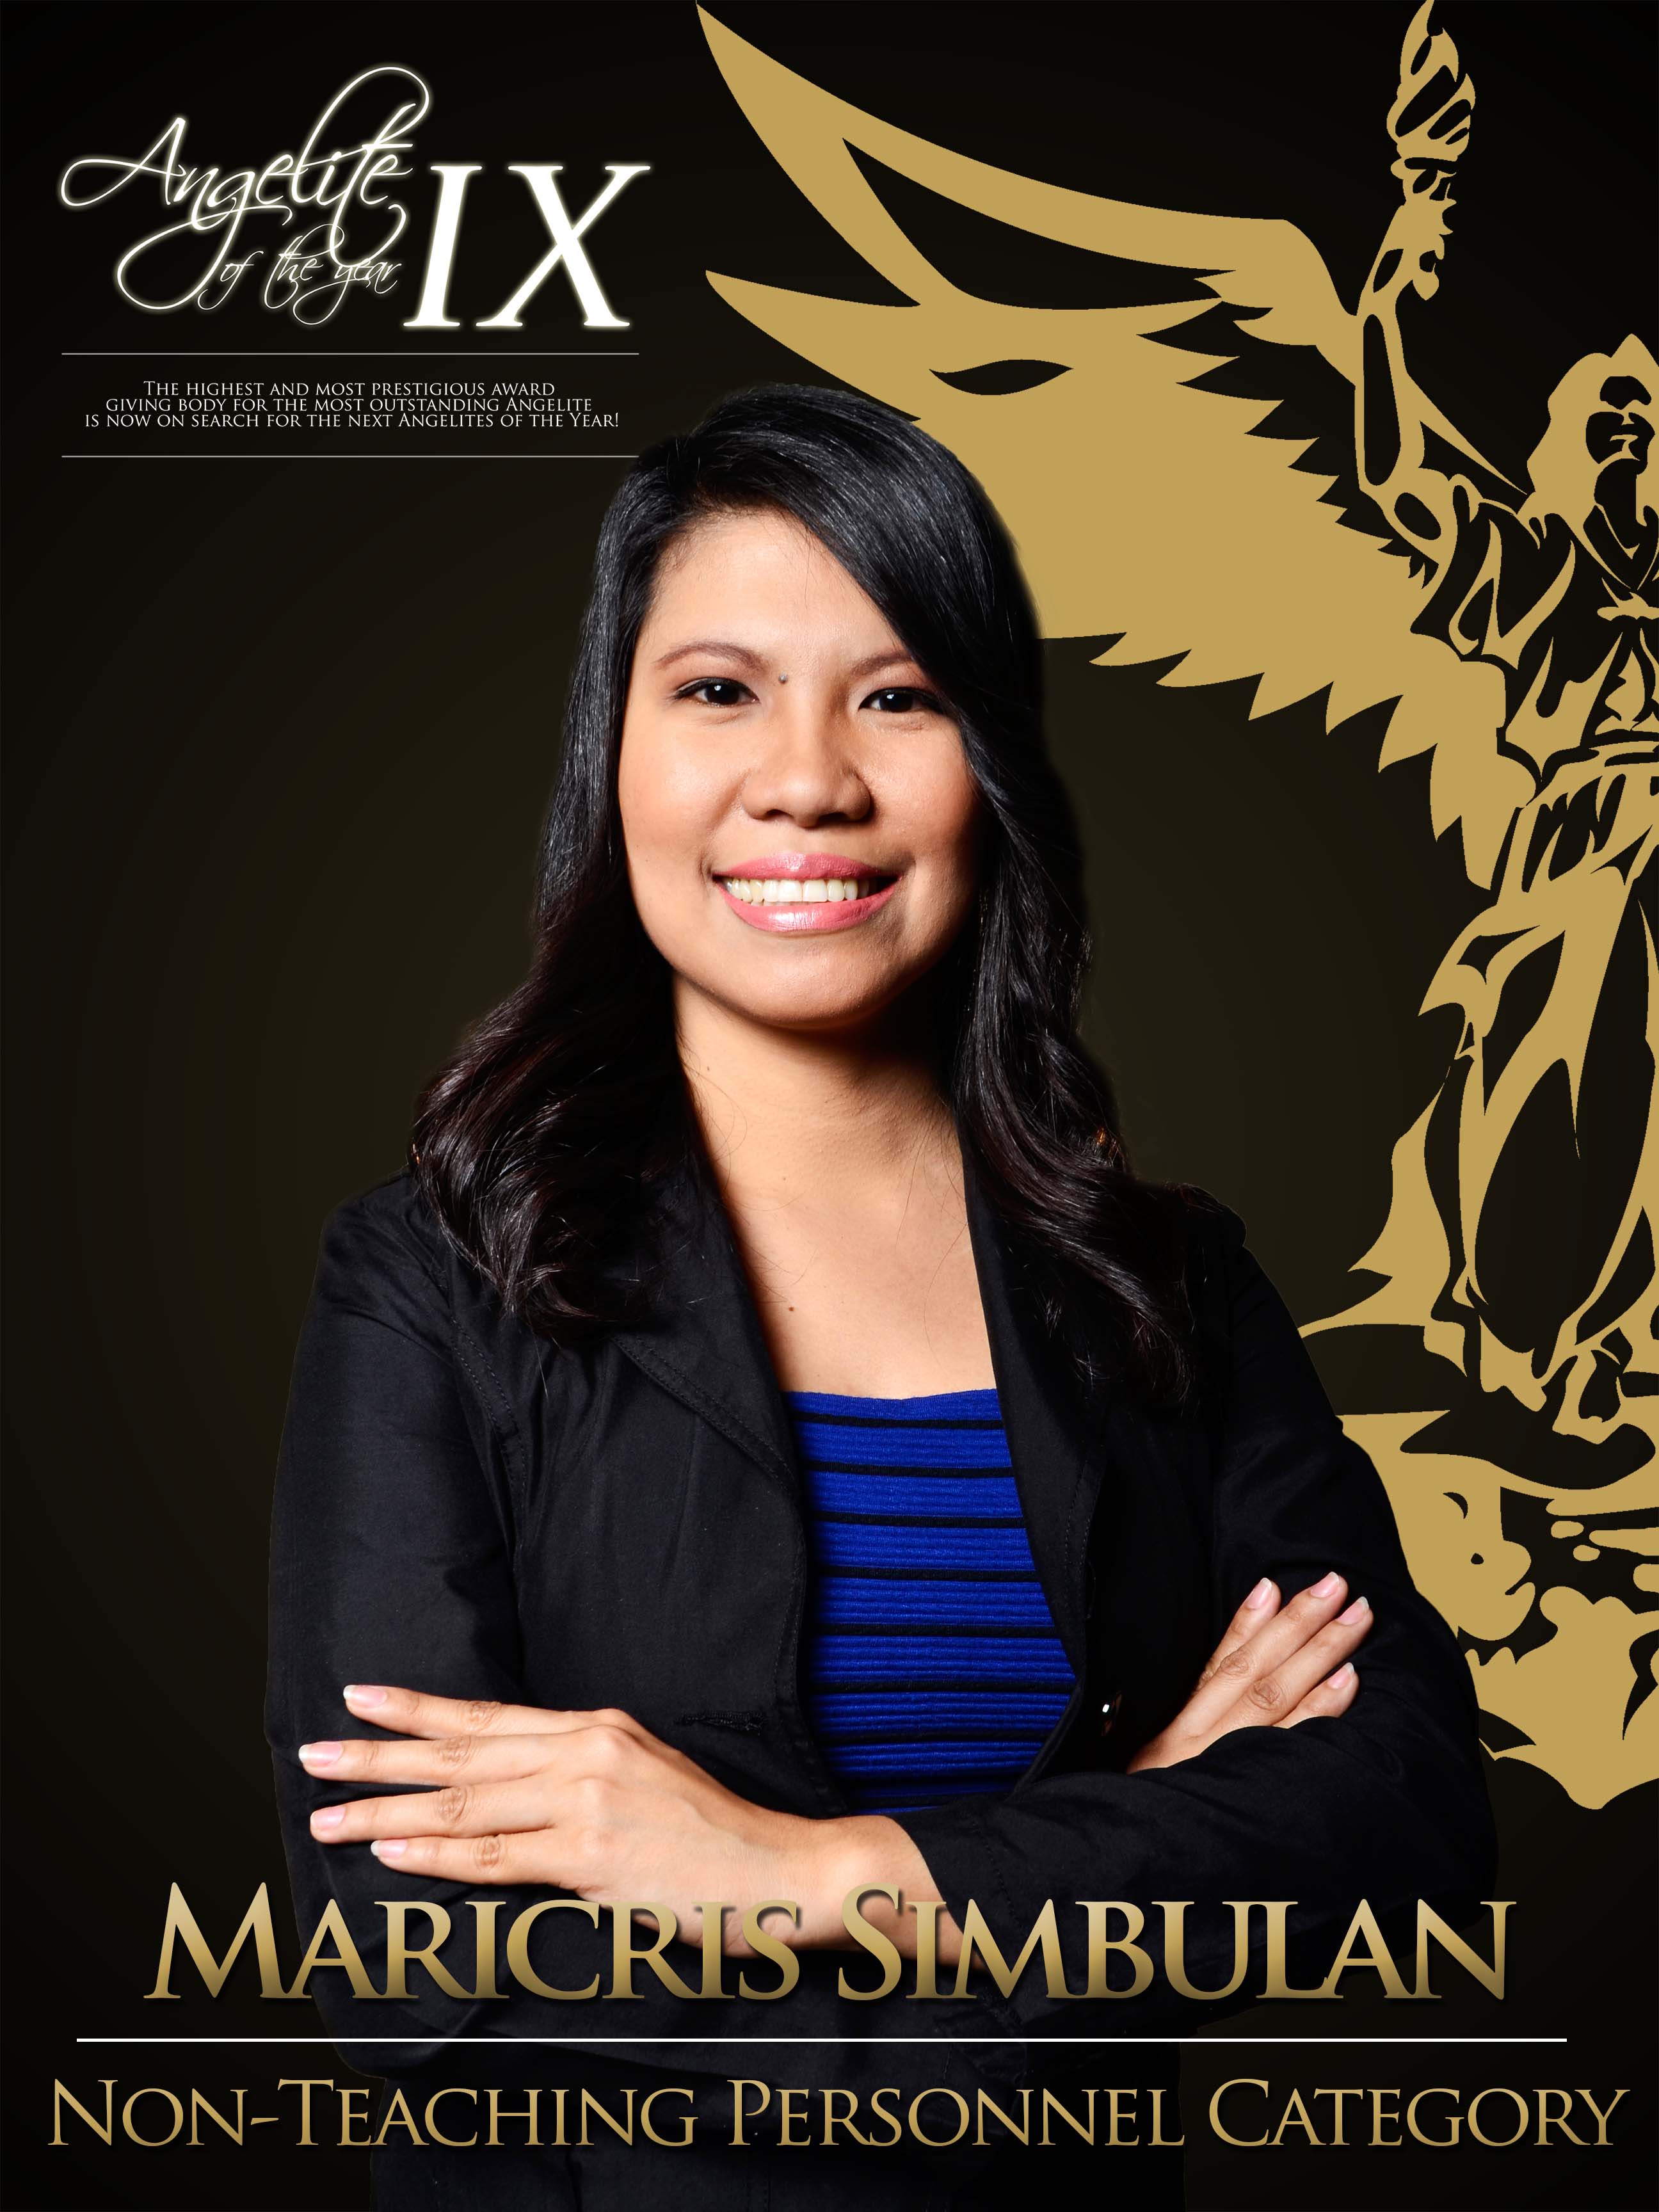 Angelite IX
of the year
The highest and most prestigious award
giving body for the most outstanding Angelite
is now on search for the next Angelites of the Year!
Maricris Simbulan
Non-Teaching Personnel Category